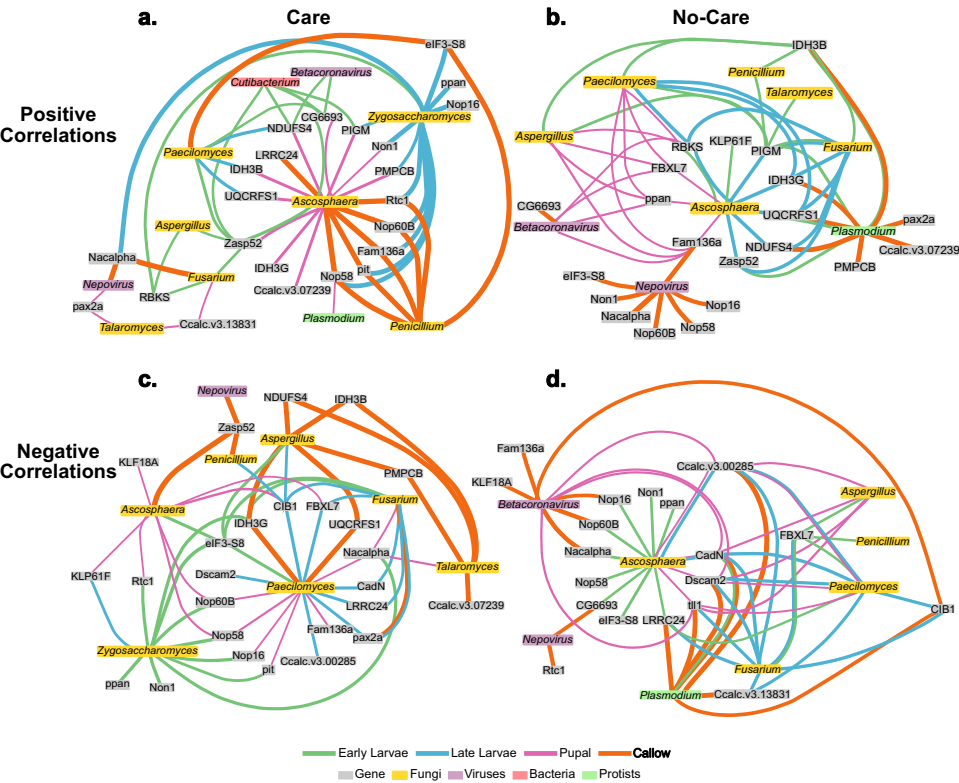 a.
Care
b.
No-Care
Positive
Correlations
eIF3-S8
Betacoronavirus
Cutibacterium
ppan
Nop16
Zygosaccharomyces
CG6693
NDUFS4
PIGM
Non1
Paecilomyces
LRRC24
IDH3B
PMPCB
UQCRFS1
Ascosphaera
Rtc1
Aspergillus
Nop60B
Zasp52
Fam136a
Nacalpha
IDH3G
pit
Fusarium
Nop58
Nevovirus
RBKS
Ccalc.v3.07239
pax2a
Talaromyces
Ccalc.v3.13831
Plasmodium
Penicillium
IDH3B
Penicillium
Paecilomyces
Talaromyces
Aspergillus
RBKS
KLP61F
PIGM
Fusarium
FBXL7
IDH3G
CG6693
ppan
Ascosphaera
UQCRFS1
Betacoronavirus
Plasmodium
pax2a
Fam136a
NDUFS4
Ccalc.v3.07239
Zasp52
PMPCB
eIF3-S8
Nepovirus
Non1
Nop16
Nacalpha
Nop58
Nop60B
c.
d.
Negative
Correlations
Nepovirus
NDUFS4
IDH3B
Zasp52
Aspergillus
KLF18A
Penicillium
PMPCB
Ascosphaera
CIB1
FBXL7
Fusarium
IDH3G
UQCRFS1
eIF3-S8
Nacalpha
KLP61F
Rtc1
Dscam2
Talaromyces
Paecilomyces
CadN
Nop60B
LRRC24
Ccalc.v3.07239
Nop58
Fam136a
pax2a
Zygosaccharomyces
Nop16
Ccalc.v3.00285
pit
ppan
Non1
Fam136a
Ccalc.v3.00285
KLF18A
Aspergillus
Betacoronavirus
Nop16
Non1
ppan
Nop60B
FBXL7
Penicillium
Nacalpha
Ascosphaera
CadN
Nop58
Dscam2
Paecilomyces
CG6693
tll1
CIB1
eIF3-S8
LRRC24
Nepovirus
Rtc1
Fusarium
Plasmodium
Ccalc.v3.13831
Early Larvae
Late Larvae
Pupal
Callow
Gene
Fungi
Viruses
Bacteria
Protists